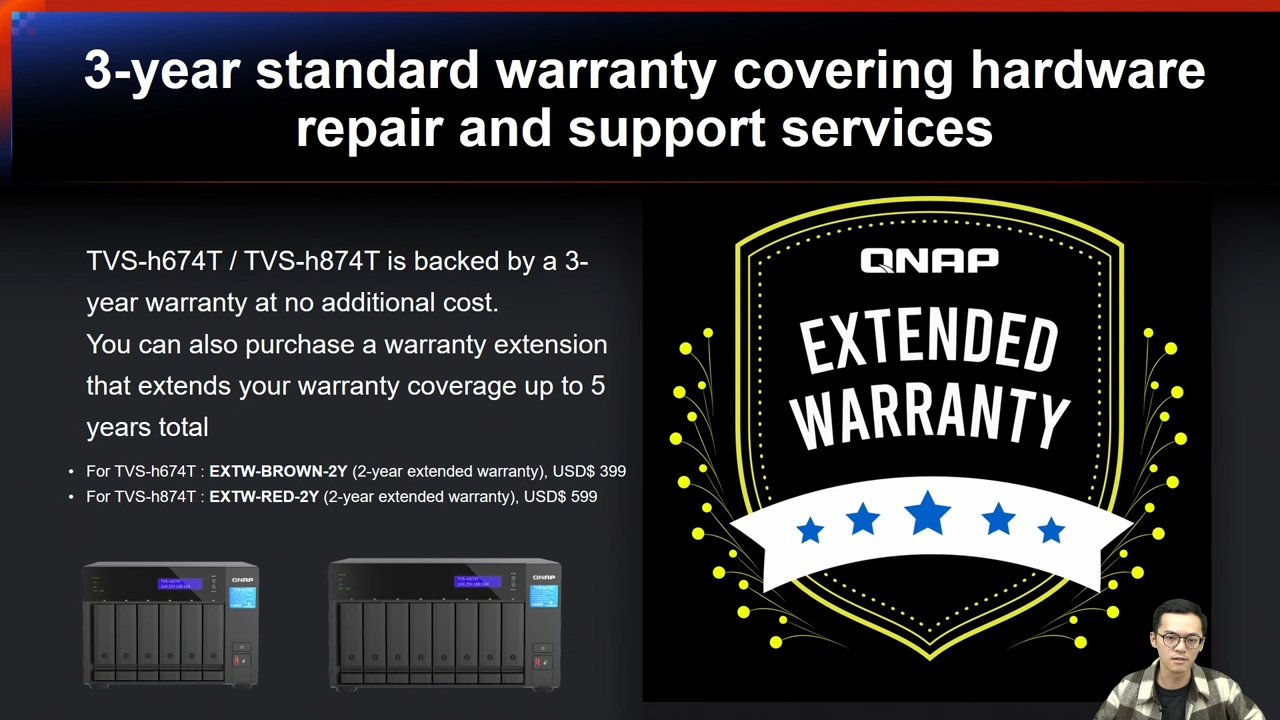 3-year standard warranty covering hardware
repair and support services
TVS-h674T / TVS-h874T is backed by a 3-
year warranty at no additional cost.
You can also purchase a warranty extension
that extends your warranty coverage up to 5
years total
• For TVS-h674T : EXTW-BROWN-2Y (2-year extended warranty), USD$ 399
• For TVS-h874T : EXTW-RED-2Y (2-year extended warranty), USD$ 599
QNAP
EXTENDED
WARRANTY
QNAP
QNAP